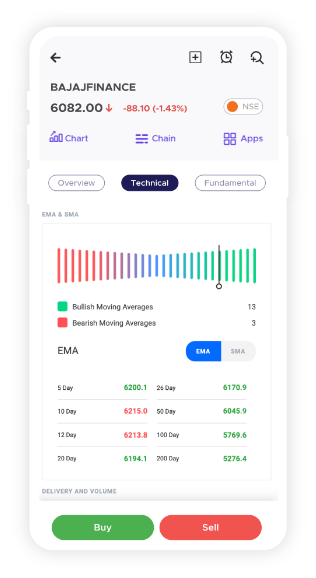 BAJAJFINANCE
6082.00 -88.10 (-1.43%) NSE
Chart Chain Apps
Overview Technical Fundamental
EMA & SMA
Bullish Moving Averages 13
Bearish Moving Averages 3
EMA EMA SMA
5 Day 6200.1 26 Day 6170.9
10 Day 6215.0 50 Day 6045.9
12 Day 6213.8 100 Day 5769.6
20 Day 6194.1 200 Day 5276.4
DELIVERY AND VOLUME
Buy Sell